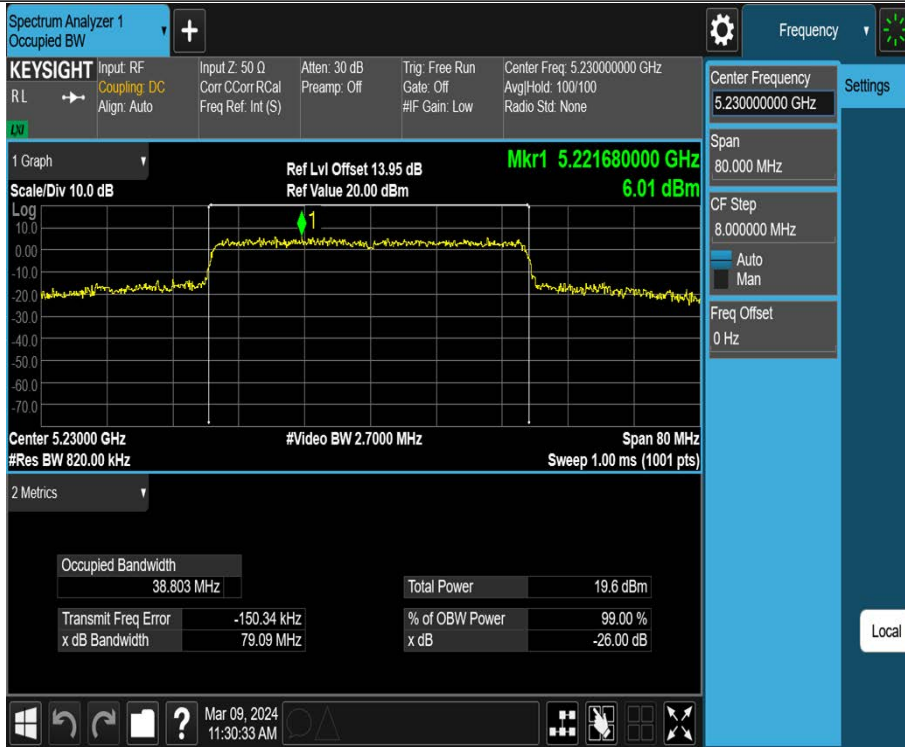 Spectrum Analyzer 1
Occupied BW
+
Frequency
KEYSIGHT
R L
LXI
Input: RF
Coupling: DC
Align: Auto
Input Z: 50 Ω
Corr CCorr RCal
Freq Ref: Int (S)
Atten: 30 dB
Preamp: Off
Trig: Free Run
Gate: Off
#IF Gain: Low
Center Freq: 5.230000000 GHz
Avg|Hold: 100/100
Radio Std: None
Center Frequency
5.230000000 GHz
Settings
Span
80.000 MHz
CF Step
8.000000 MHz
Auto
Man
Freq Offset
0 Hz
1 Graph
Scale/Div 10.0 dB
Ref Lvl Offset 13.95 dB
Ref Value 20.00 dBm
Mkr1 5.221680000 GHz
6.01 dBm
Log
10.0
0.00
-10.0
-20.0
-30.0
-40.0
-50.0
-60.0
-70.0
1
Center 5.23000 GHz
#Video BW 2.7000 MHz
Span 80 MHz
#Res BW 820.00 kHz
Sweep 1.00 ms (1001 pts)
2 Metrics
Occupied Bandwidth
38.803 MHz
Total Power 19.6 dBm
Transmit Freq Error -150.34 kHz
% of OBW Power 99.00 %
x dB Bandwidth 79.09 MHz
x dB -26.00 dB
Local
?
Mar 09, 2024
11:30:33 AM